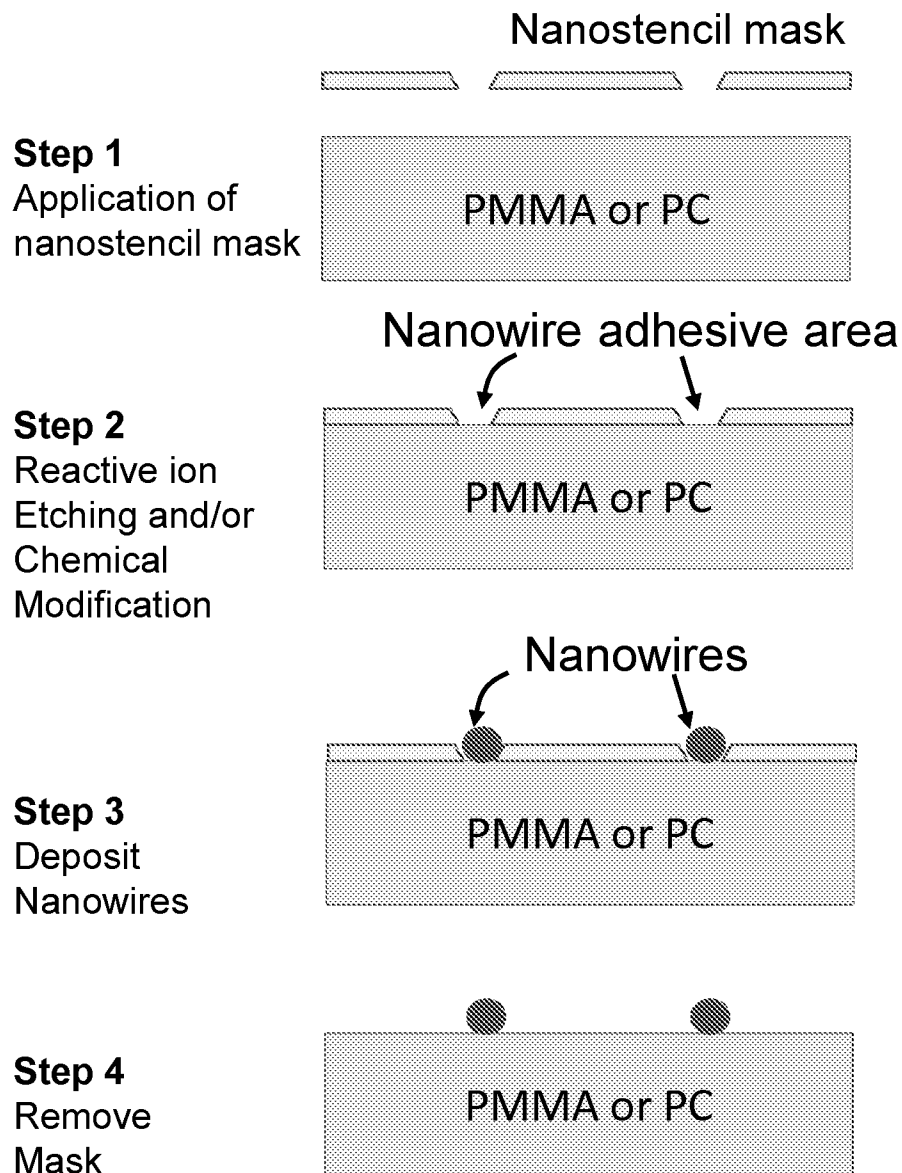 Nanostencil mask
Step 1
Application of
nanostencil mask
PMMA or PC
Nanowire adhesive area
Step 2
Reactive ion
Etching and/or
Chemical
Modification
PMMA or PC
Nanowires
Step 3
Deposit
Nanowires
PMMA or PC
Step 4
Remove
Mask
PMMA or PC